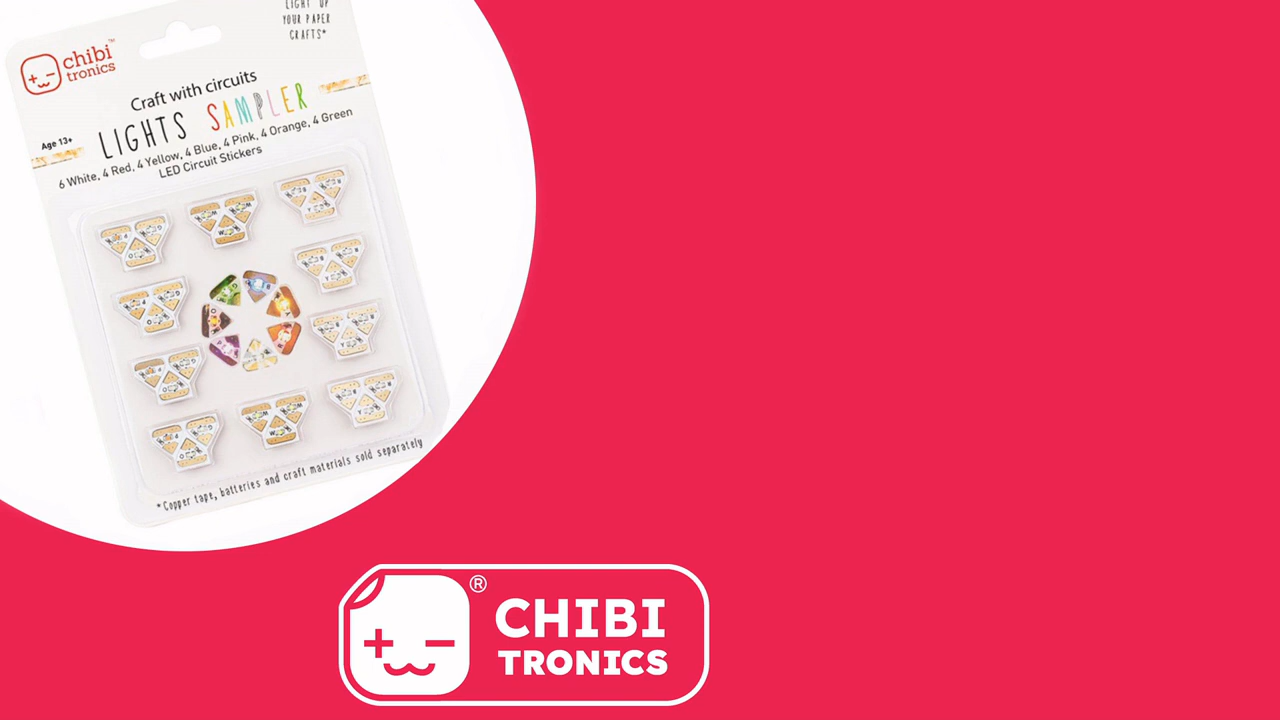 LIGHT UP
YOUR PAPER
CRAFTS*
chibi™
tronics
Craft with circuits
LIGHTS SAMPLER
Age 13+
6 White, 4 Red, 4 Yellow, 4 Blue, 4 Pink, 4 Orange, 4 Green
LED Circuit Stickers
*Copper tape, batteries and craft materials sold separately
®
CHIBI
TRONICS